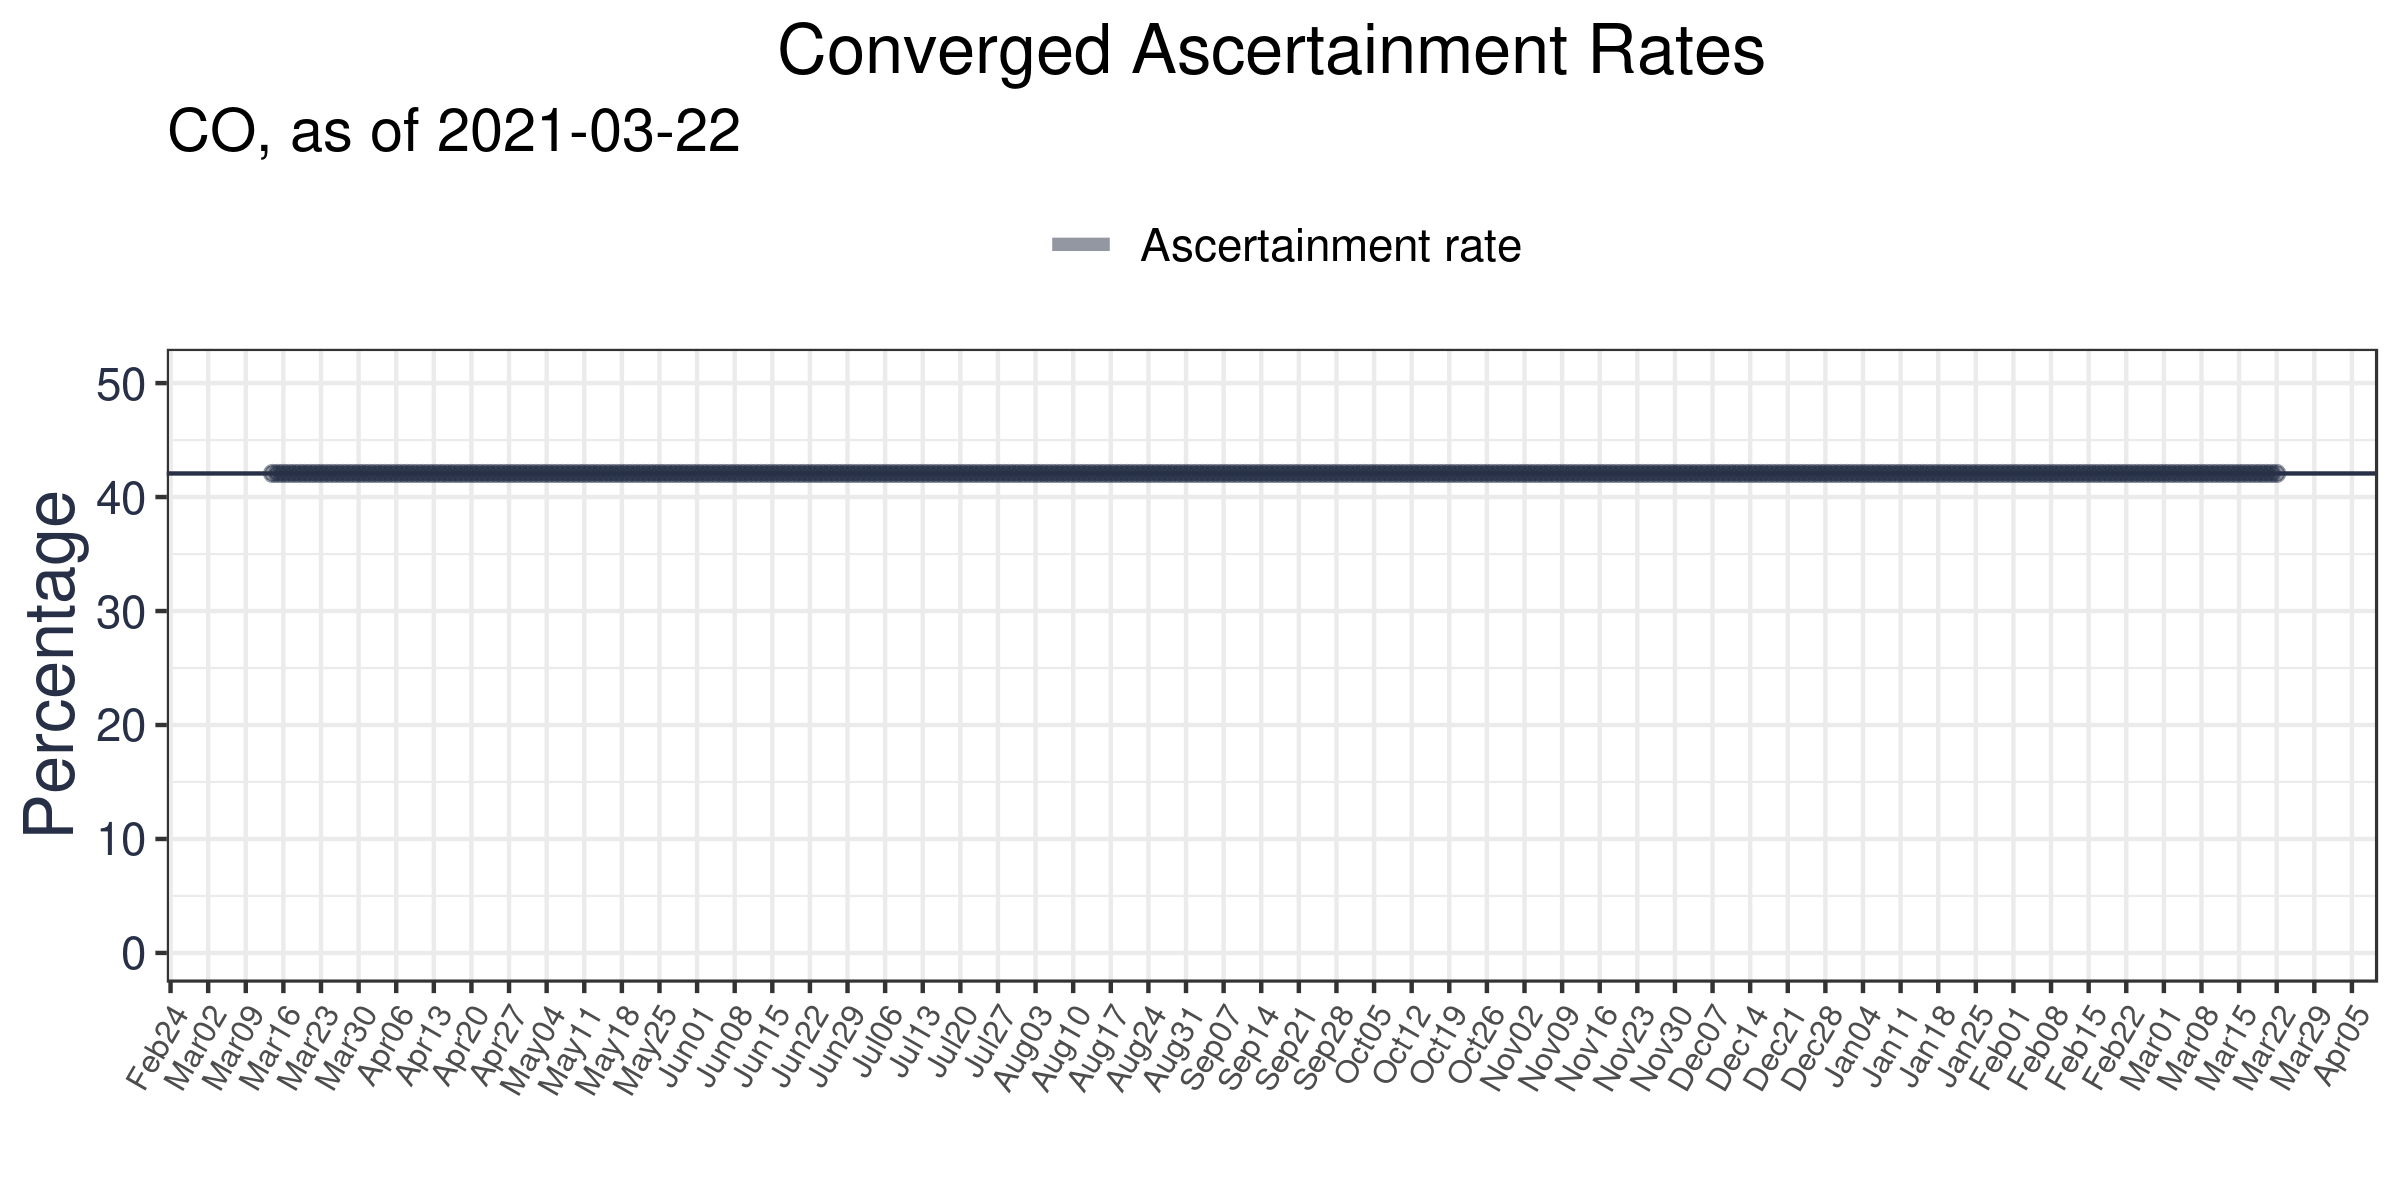 Converged Ascertainment Rates
CO, as of 2021-03-22
Ascertainment rate
Percentage
50
40
30
20
10
0
Feb24
Mar02
Mar09
Mar16
Mar23
Mar30
Apr06
Apr13
Apr20
Apr27
May04
May11
May18
May25
Jun01
Jun08
Jun15
Jun22
Jun29
Jul06
Jul13
Jul20
Jul27
Aug03
Aug10
Aug17
Aug24
Aug31
Sep07
Sep14
Sep21
Sep28
Oct05
Oct12
Oct19
Oct26
Nov02
Nov09
Nov16
Nov23
Nov30
Dec07
Dec14
Dec21
Dec28
Jan04
Jan11
Jan18
Jan25
Feb01
Feb08
Feb15
Feb22
Mar01
Mar08
Mar15
Mar22
Mar29
Apr05